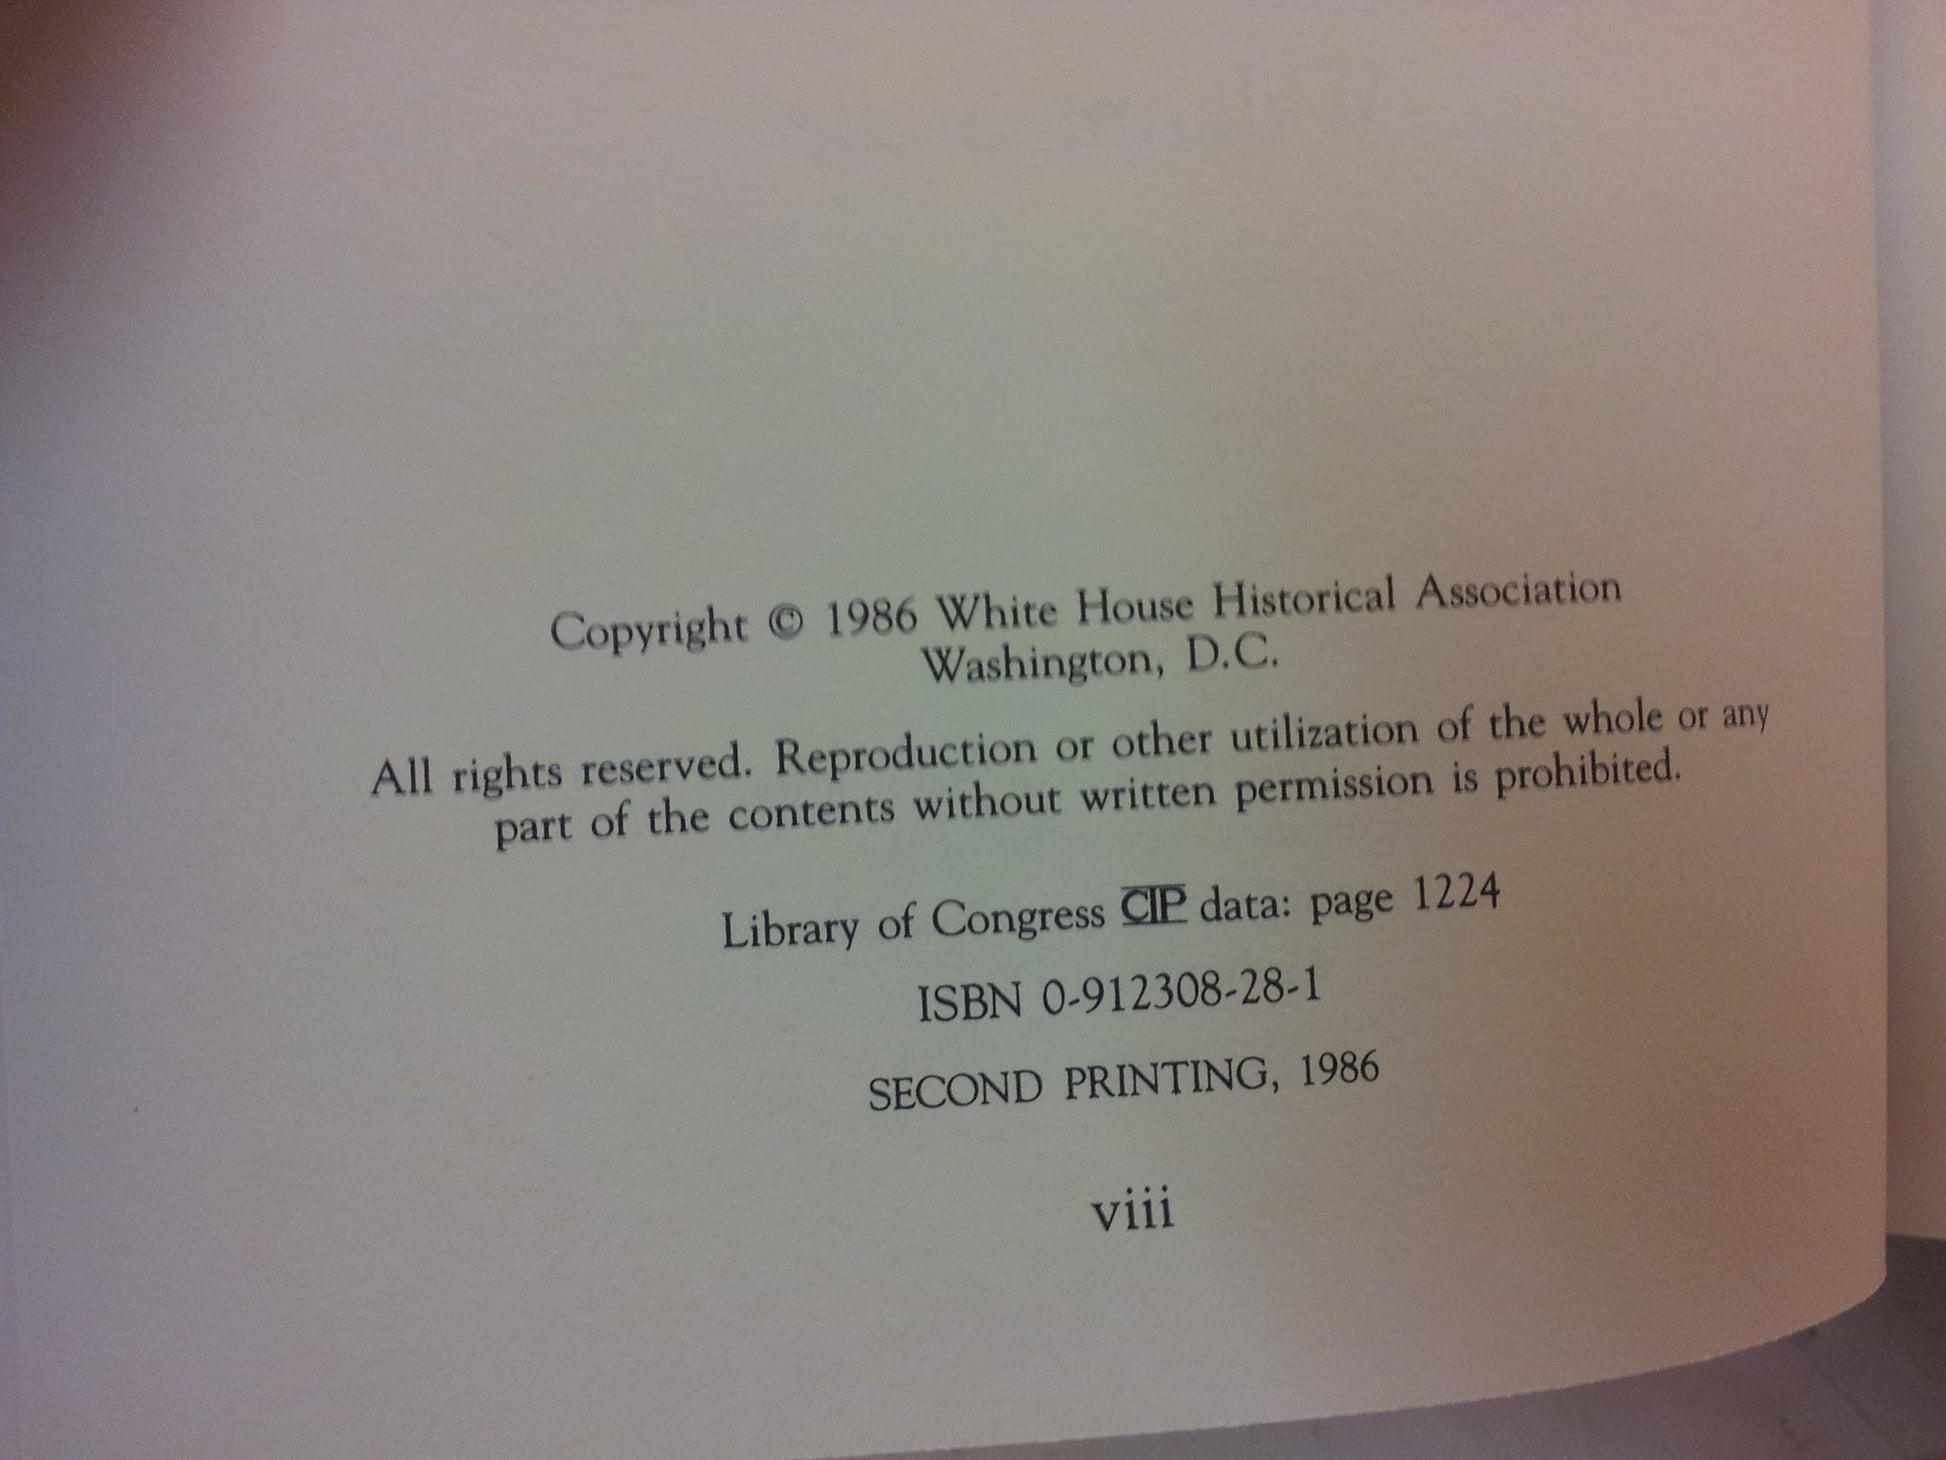 Copyright © 1986 White House Historical Association
Washington, D.C.
All rights reserved. Reproduction or other utilization of the whole or any
part of the contents without written permission is prohibited.
Library of Congress CIP data: page 1224
ISBN 0-912308-28-1
SECOND PRINTING, 1986
viii